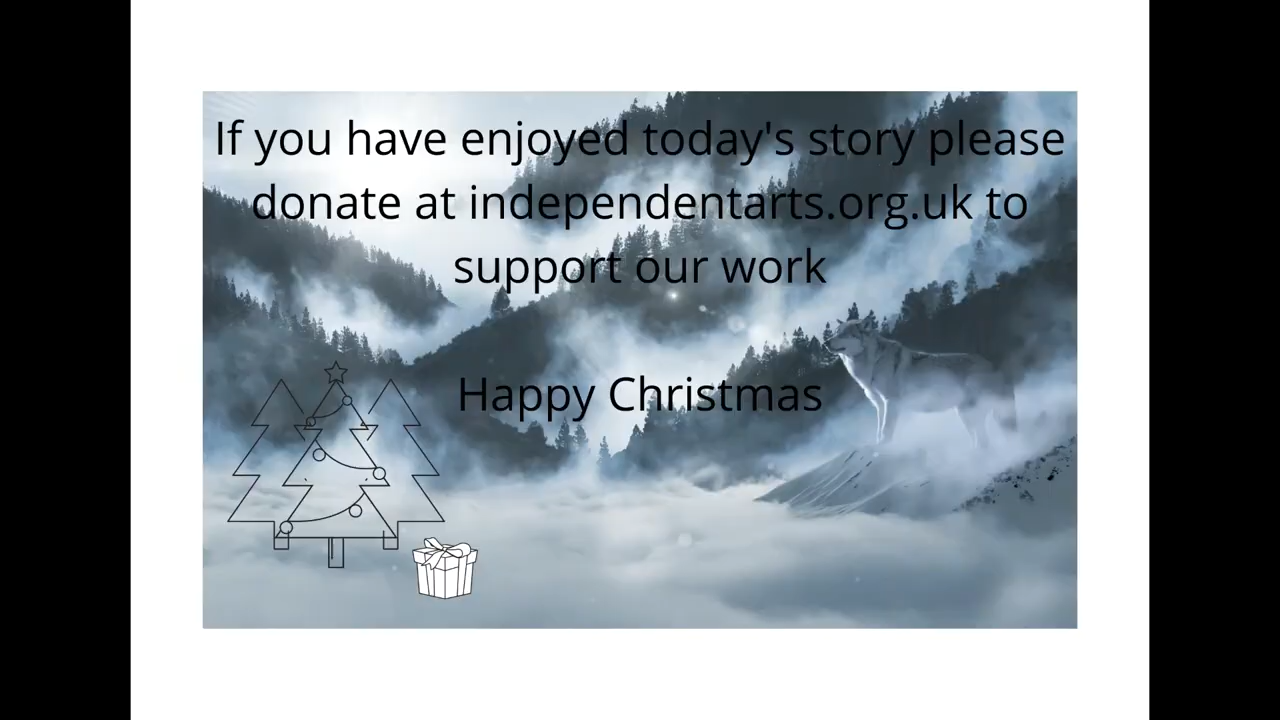 If you have enjoyed today's story please
donate at independentarts.org.uk to
support our work
Happy Christmas